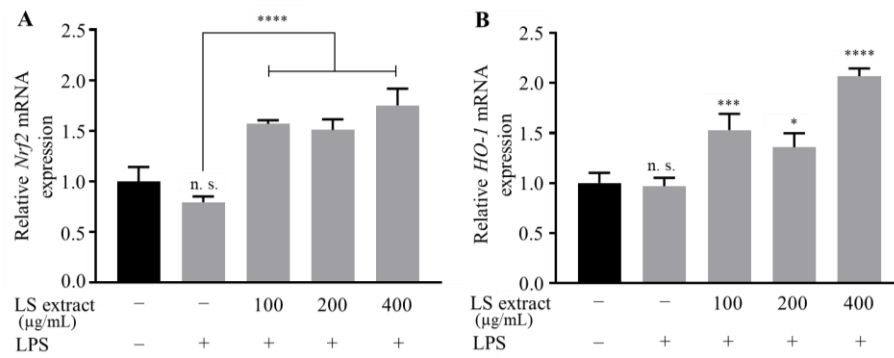 A
****
Relative Nrf2 mRNA
expression
2.5
2.0
1.5
1.0
0.5
0.0
n. s.
LS extract – – 100 200 400
(µg/mL)
LPS – + + + +
B
Relative HO-1 mRNA
expression
2.5
2.0
1.5
1.0
0.5
0.0
n. s.
***
*
****
LS extract – – 100 200 400
(µg/mL)
LPS – + + + +